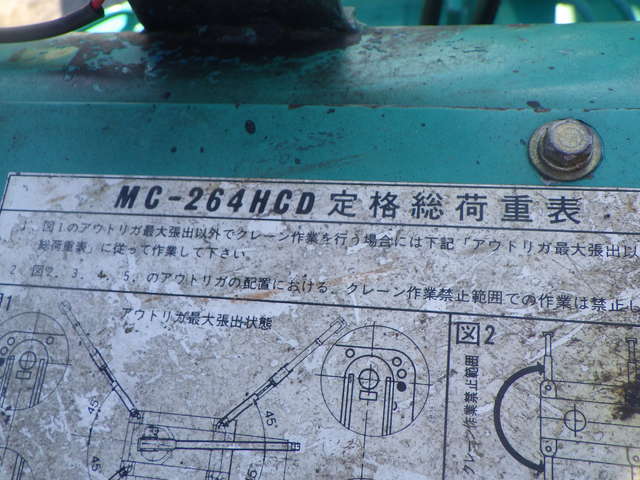 MC-264HCD 定格総荷重表
1. 図1のアウトリガ最大張出以外でクレーン作業を行う場合には下記「アウトリガ最大張出以
総荷重表」に従って作業して下さい。
2. 図2. 3. 4. 5. のアウトリガの配置における、クレーン作業禁止範囲での作業は禁止し
アウトリガ最大張出状態
図2
クレーン作業禁止範囲
45°
45°
45°